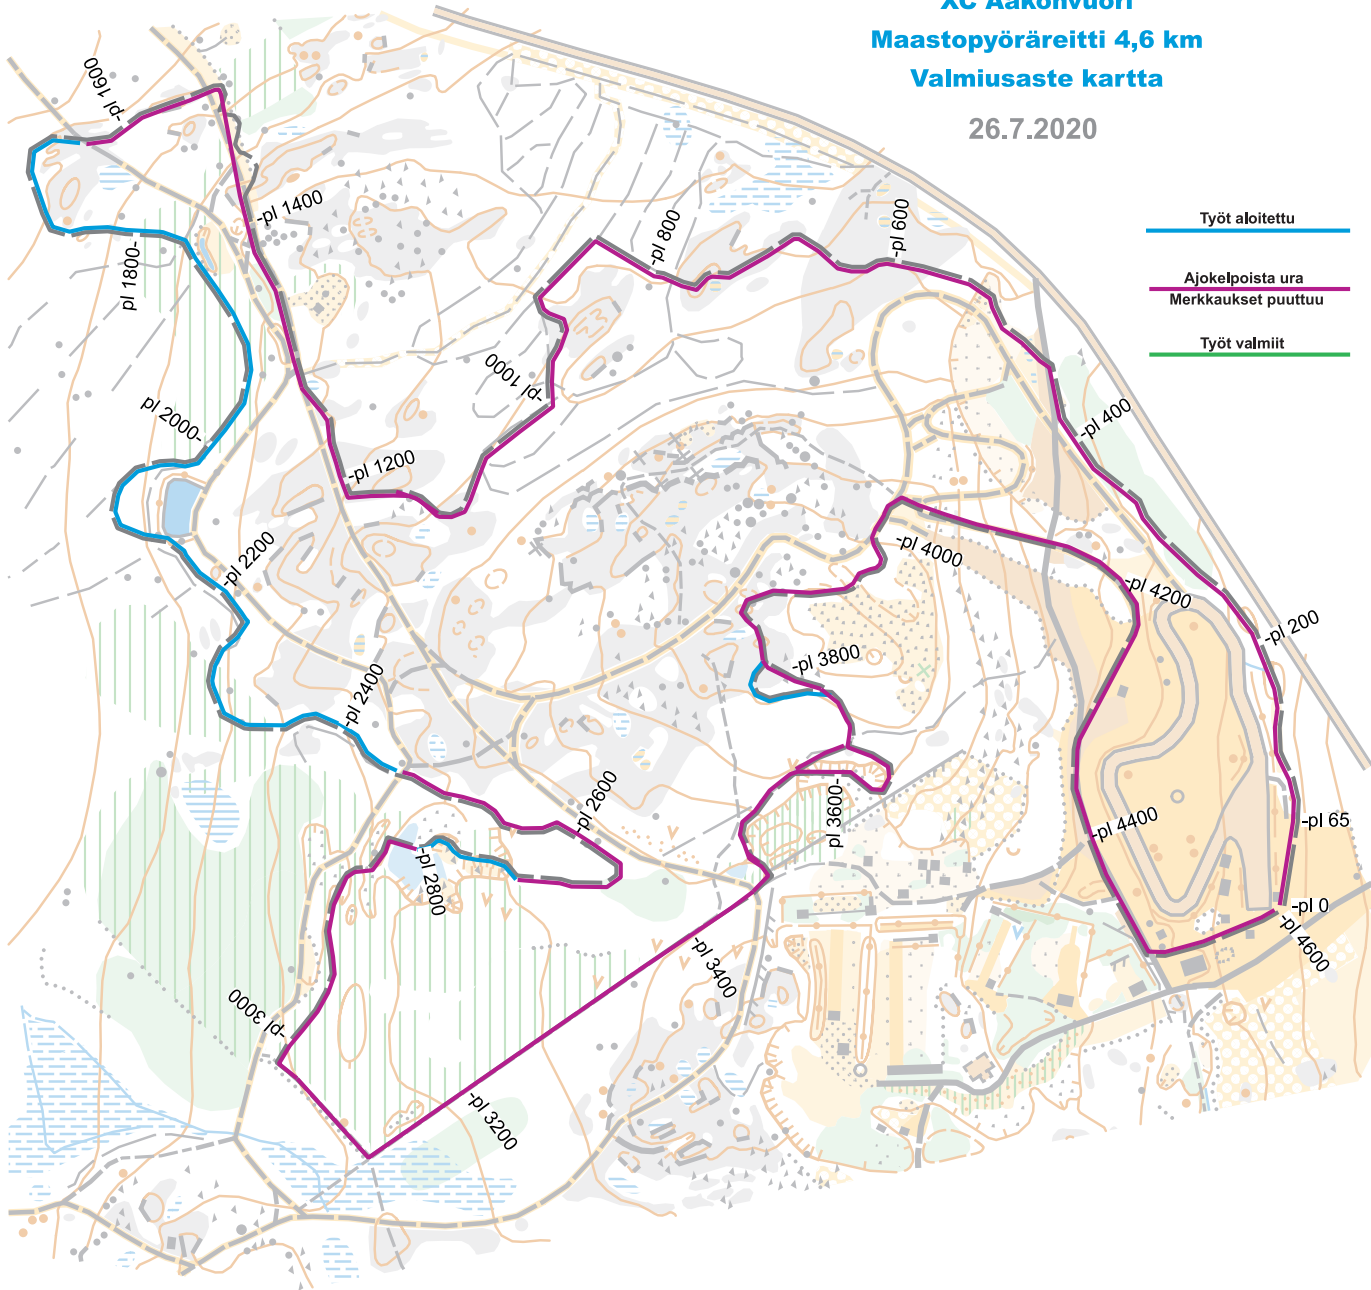 XC Aakonvuori
Maastopyöräreitti 4,6 km
Valmiusaste kartta
26.7.2020
Työt aloitettu
Ajokelpoista ura
Merkkaukset puuttuu
Työt valmiit
-pl 1600
-pl 1400
pl 1800-
-pl 800
-pl 600
-pl 1000
-pl 400
pl 2000-
-pl 1200
-pl 2200
-pl 4000
-pl 4200
-pl 200
-pl 2400
-pl 3800
-pl 2600
pl 3600-
-pl 4400
-pl 65
-pl 2800
-pl 0
-pl 4600
-pl 3400
-pl 3000
-pl 3200